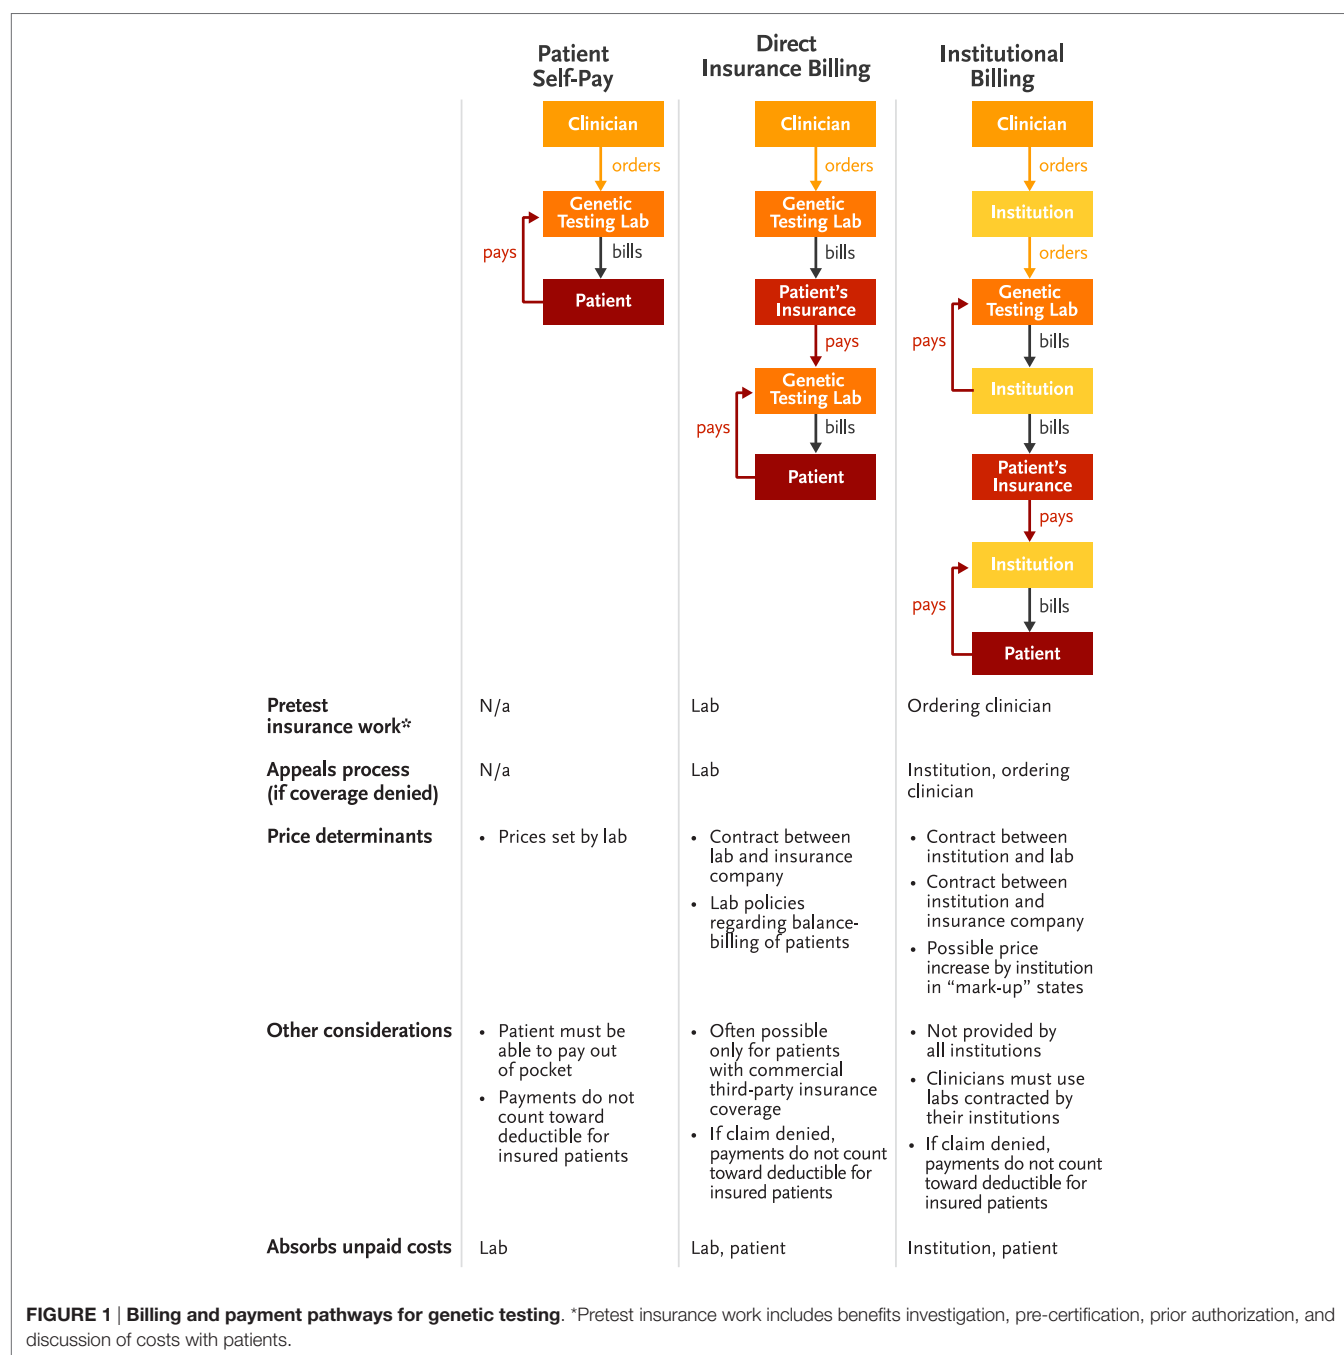 Patient
Self-Pay
Clinician
orders
Genetic
Testing Lab
pays
bills
Patient
Direct
Insurance Billing
Clinician
orders
Genetic
Testing Lab
bills
Patient's
Insurance
pays
Genetic
Testing Lab
pays
bills
Patient
Institutional
Billing
Clinician
orders
Institution
orders
Genetic
Testing Lab
pays
bills
Institution
bills
Patient's
Insurance
pays
Institution
pays
bills
Patient
Pretest
insurance work*
N/a
Lab
Ordering clinician
Appeals process
(if coverage denied)
N/a
Lab
Institution, ordering
clinician
Price determinants
• Prices set by lab
• Contract between
lab and insurance
company
• Lab policies
regarding balance-
billing of patients
• Contract between
institution and lab
• Contract between
institution and
insurance company
• Possible price
increase by institution
in “mark-up” states
Other considerations
• Patient must be
able to pay out
of pocket
• Payments do not
count toward
deductible for
insured patients
• Often possible
only for patients
with commercial
third-party insurance
coverage
• If claim denied,
payments do not count
toward deductible for
insured patients
• Not provided by
all institutions
• Clinicians must use
labs contracted by
their institutions
• If claim denied,
payments do not count
toward deductible for
insured patients
Absorbs unpaid costs
Lab
Lab, patient
Institution, patient
FIGURE 1 | Billing and payment pathways for genetic testing. *Pretest insurance work includes benefits investigation, pre-certification, prior authorization, and
discussion of costs with patients.